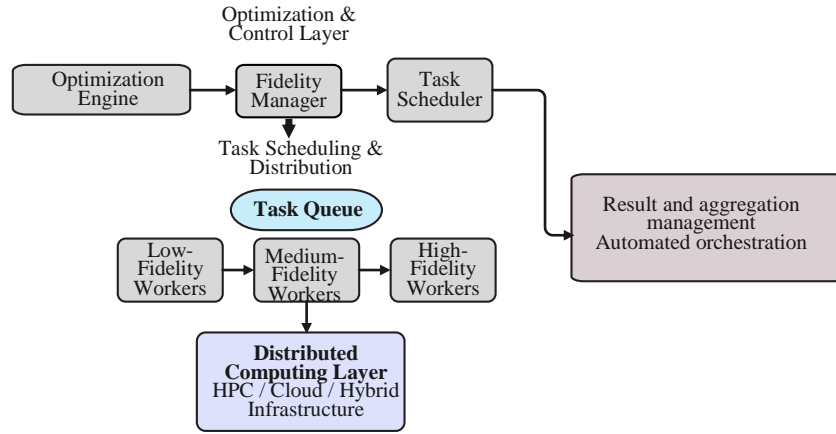 Optimization &
Control Layer
Optimization
Engine
Fidelity
Manager
Task
Scheduler
Task Scheduling &
Distribution
Task Queue
Result and aggregation
management
Automated orchestration
Low-
Fidelity
Workers
Medium-
Fidelity
Workers
High-
Fidelity
Workers
Distributed
Computing Layer
HPC / Cloud / Hybrid
Infrastructure